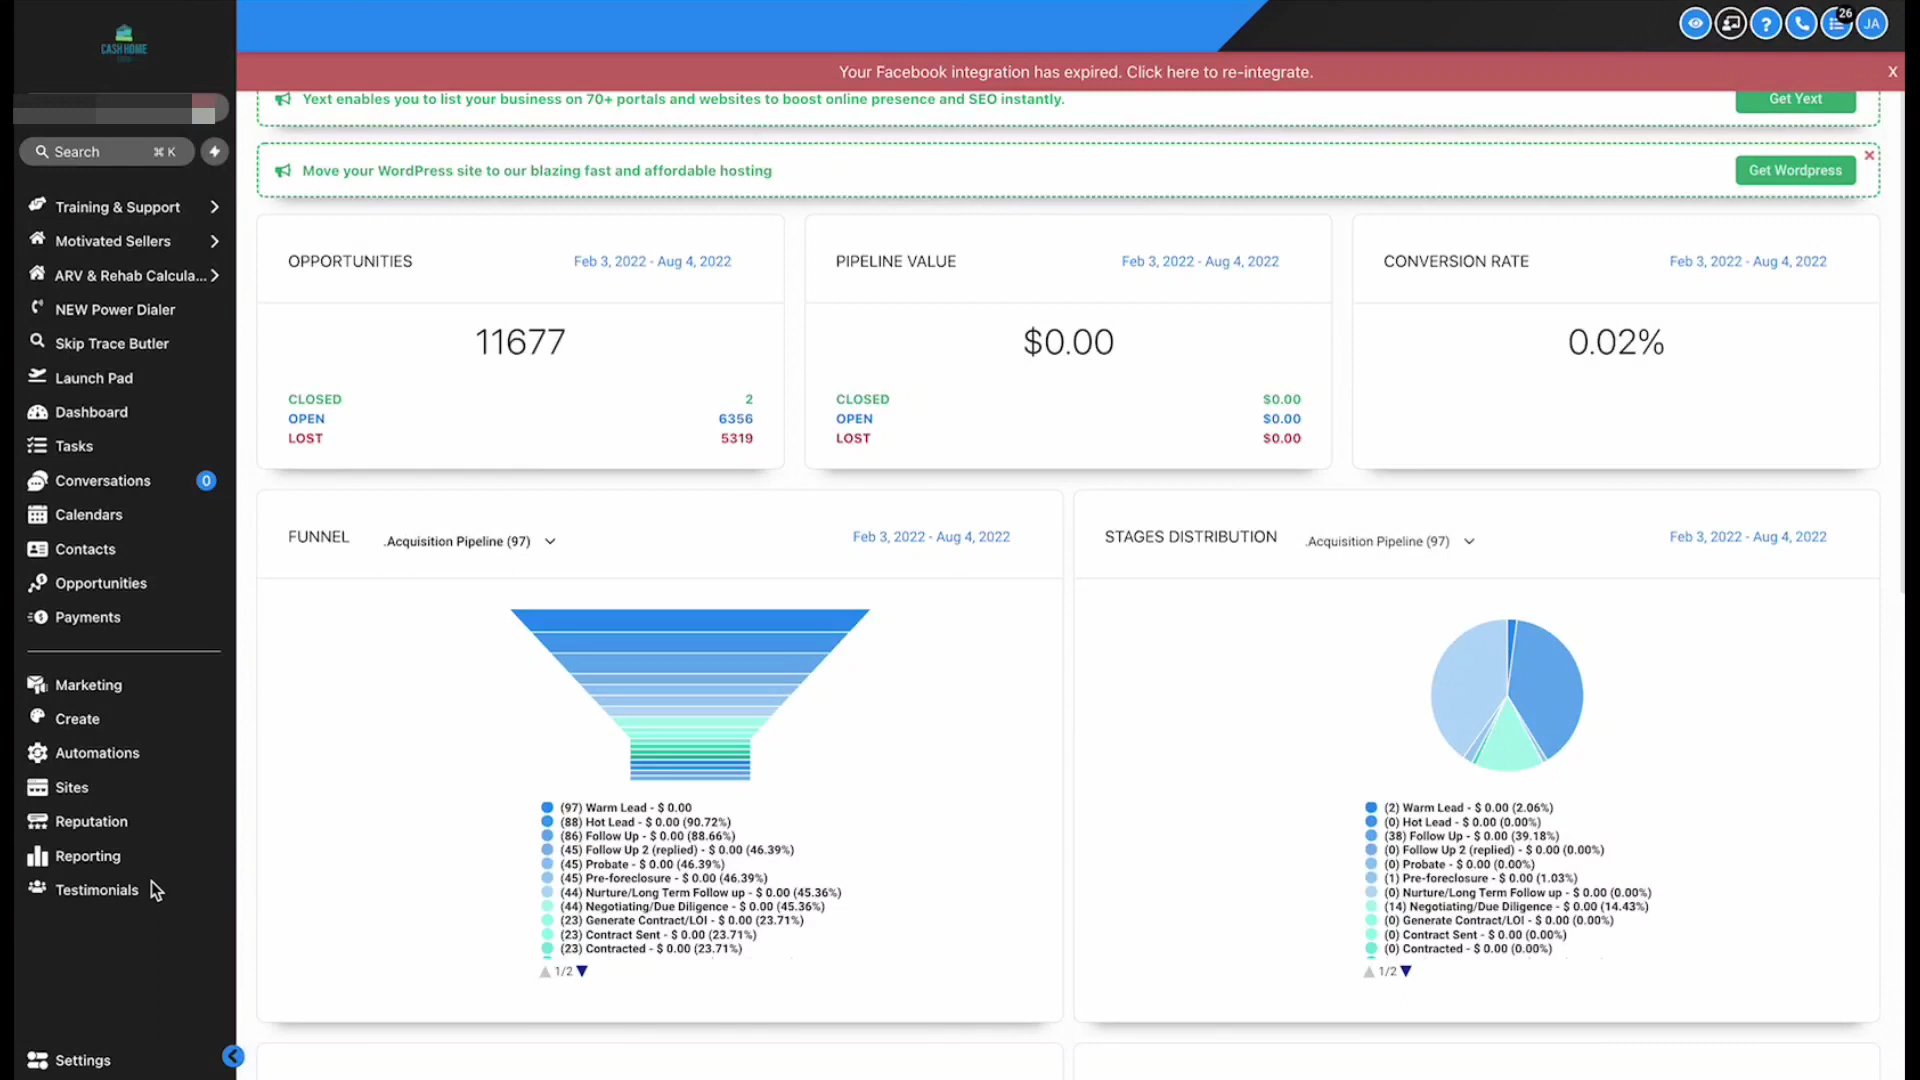 CASH HOME
26
JA
Your Facebook integration has expired. Click here to re-integrate.
X
Yext enables you to list your business on 70+ portals and websites to boost online presence and SEO instantly.
Get Yext
Search ⌘ K
Move your WordPress site to our blazing fast and affordable hosting
Get Wordpress
Training & Support
Motivated Sellers
ARV & Rehab Calcula...
NEW Power Dialer
Skip Trace Butler
Launch Pad
Dashboard
Tasks
Conversations 0
Calendars
Contacts
Opportunities
Payments
Marketing
Create
Automations
Sites
Reputation
Reporting
Testimonials
Settings
OPPORTUNITIES Feb 3, 2022 - Aug 4, 2022
11677
CLOSED 2
OPEN 6356
LOST 5319
PIPELINE VALUE Feb 3, 2022 - Aug 4, 2022
$0.00
CLOSED $0.00
OPEN $0.00
LOST $0.00
CONVERSION RATE Feb 3, 2022 - Aug 4, 2022
0.02%
FUNNEL .Acquisition Pipeline (97) Feb 3, 2022 - Aug 4, 2022
(97) Warm Lead - $ 0.00
(88) Hot Lead - $ 0.00 (90.72%)
(86) Follow Up - $ 0.00 (88.66%)
(45) Follow Up 2 (replied) - $ 0.00 (46.39%)
(45) Probate - $ 0.00 (46.39%)
(45) Pre-foreclosure - $ 0.00 (46.39%)
(44) Nurture/Long Term Follow up - $ 0.00 (45.36%)
(44) Negotiating/Due Diligence - $ 0.00 (45.36%)
(23) Generate Contract/LOI - $ 0.00 (23.71%)
(23) Contract Sent - $ 0.00 (23.71%)
(23) Contracted - $ 0.00 (23.71%)
1/2
STAGES DISTRIBUTION .Acquisition Pipeline (97) Feb 3, 2022 - Aug 4, 2022
(2) Warm Lead - $ 0.00 (2.06%)
(0) Hot Lead - $ 0.00 (0.00%)
(38) Follow Up - $ 0.00 (39.18%)
(0) Follow Up 2 (replied) - $ 0.00 (0.00%)
(0) Probate - $ 0.00 (0.00%)
(1) Pre-foreclosure - $ 0.00 (1.03%)
(0) Nurture/Long Term Follow up - $ 0.00 (0.00%)
(14) Negotiating/Due Diligence - $ 0.00 (14.43%)
(0) Generate Contract/LOI - $ 0.00 (0.00%)
(0) Contract Sent - $ 0.00 (0.00%)
(0) Contracted - $ 0.00 (0.00%)
1/2